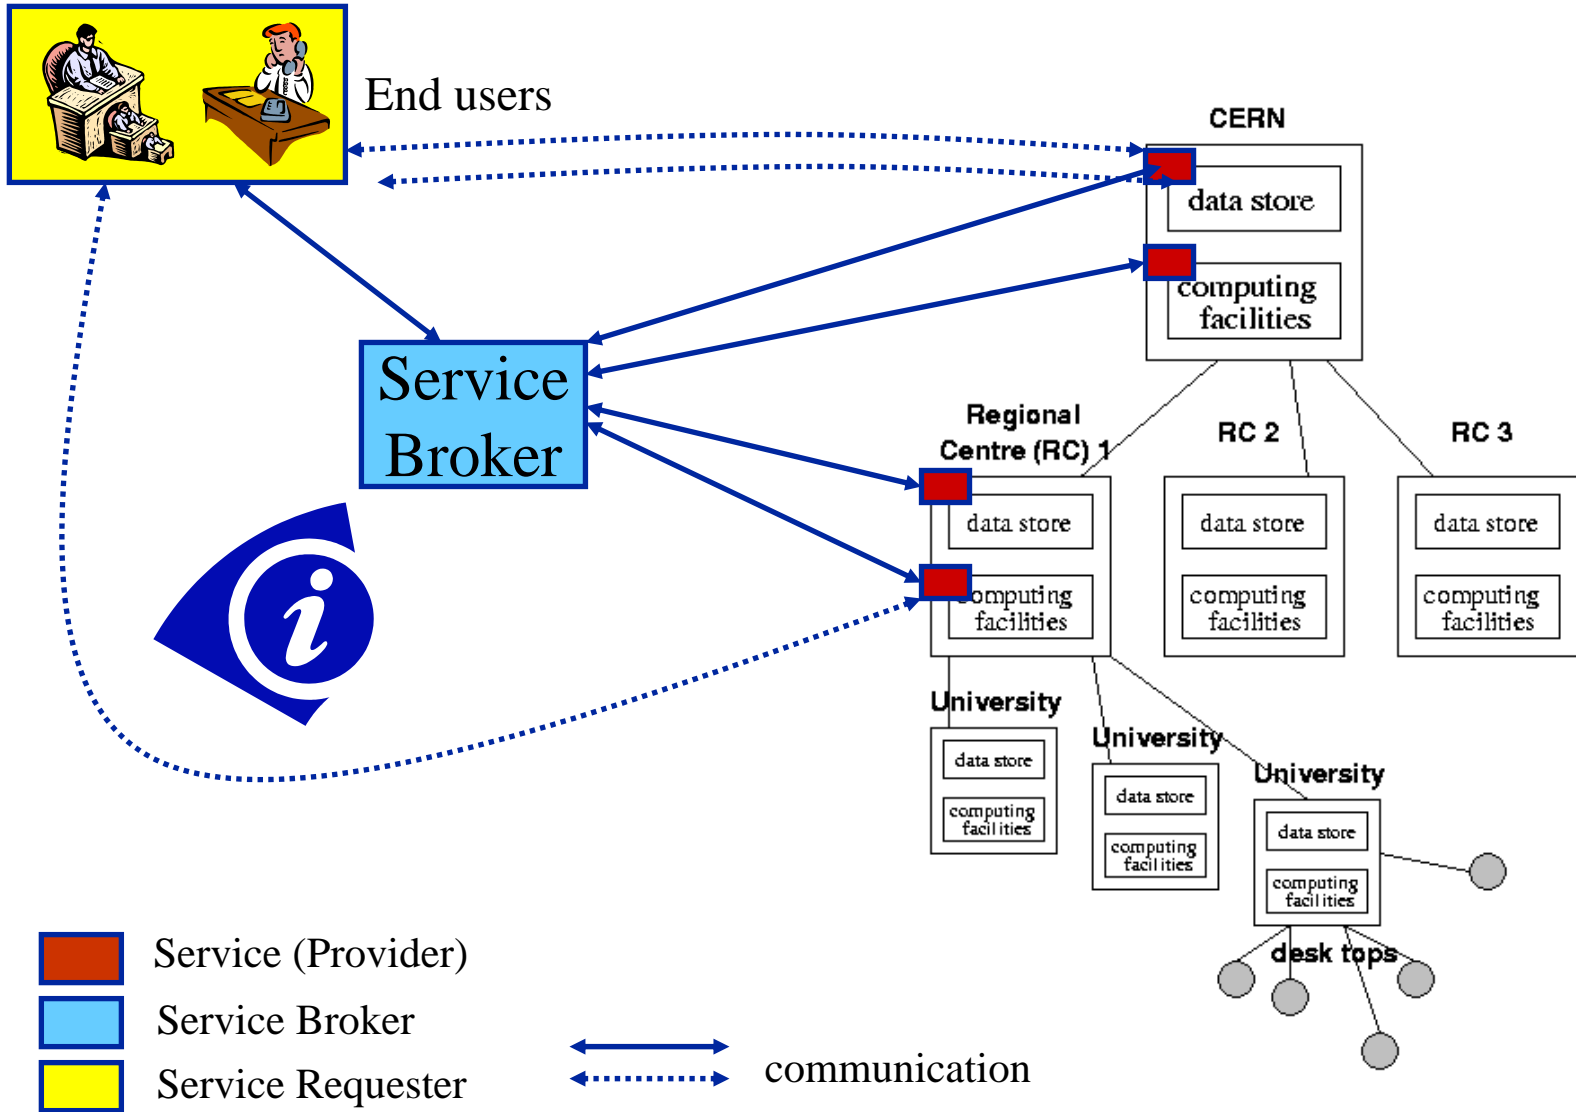 End users
CERN
data store
computing
facilities
Service
Broker
Regional
Centre (RC) 1
RC 2
RC 3
data store
computing
facilities
data store
computing
facilities
data store
computing
facilities
i
University
data store
computing
facilities
University
data store
computing
facilities
University
data store
computing
facilities
desk tops
Service (Provider)
Service Broker
Service Requester
communication